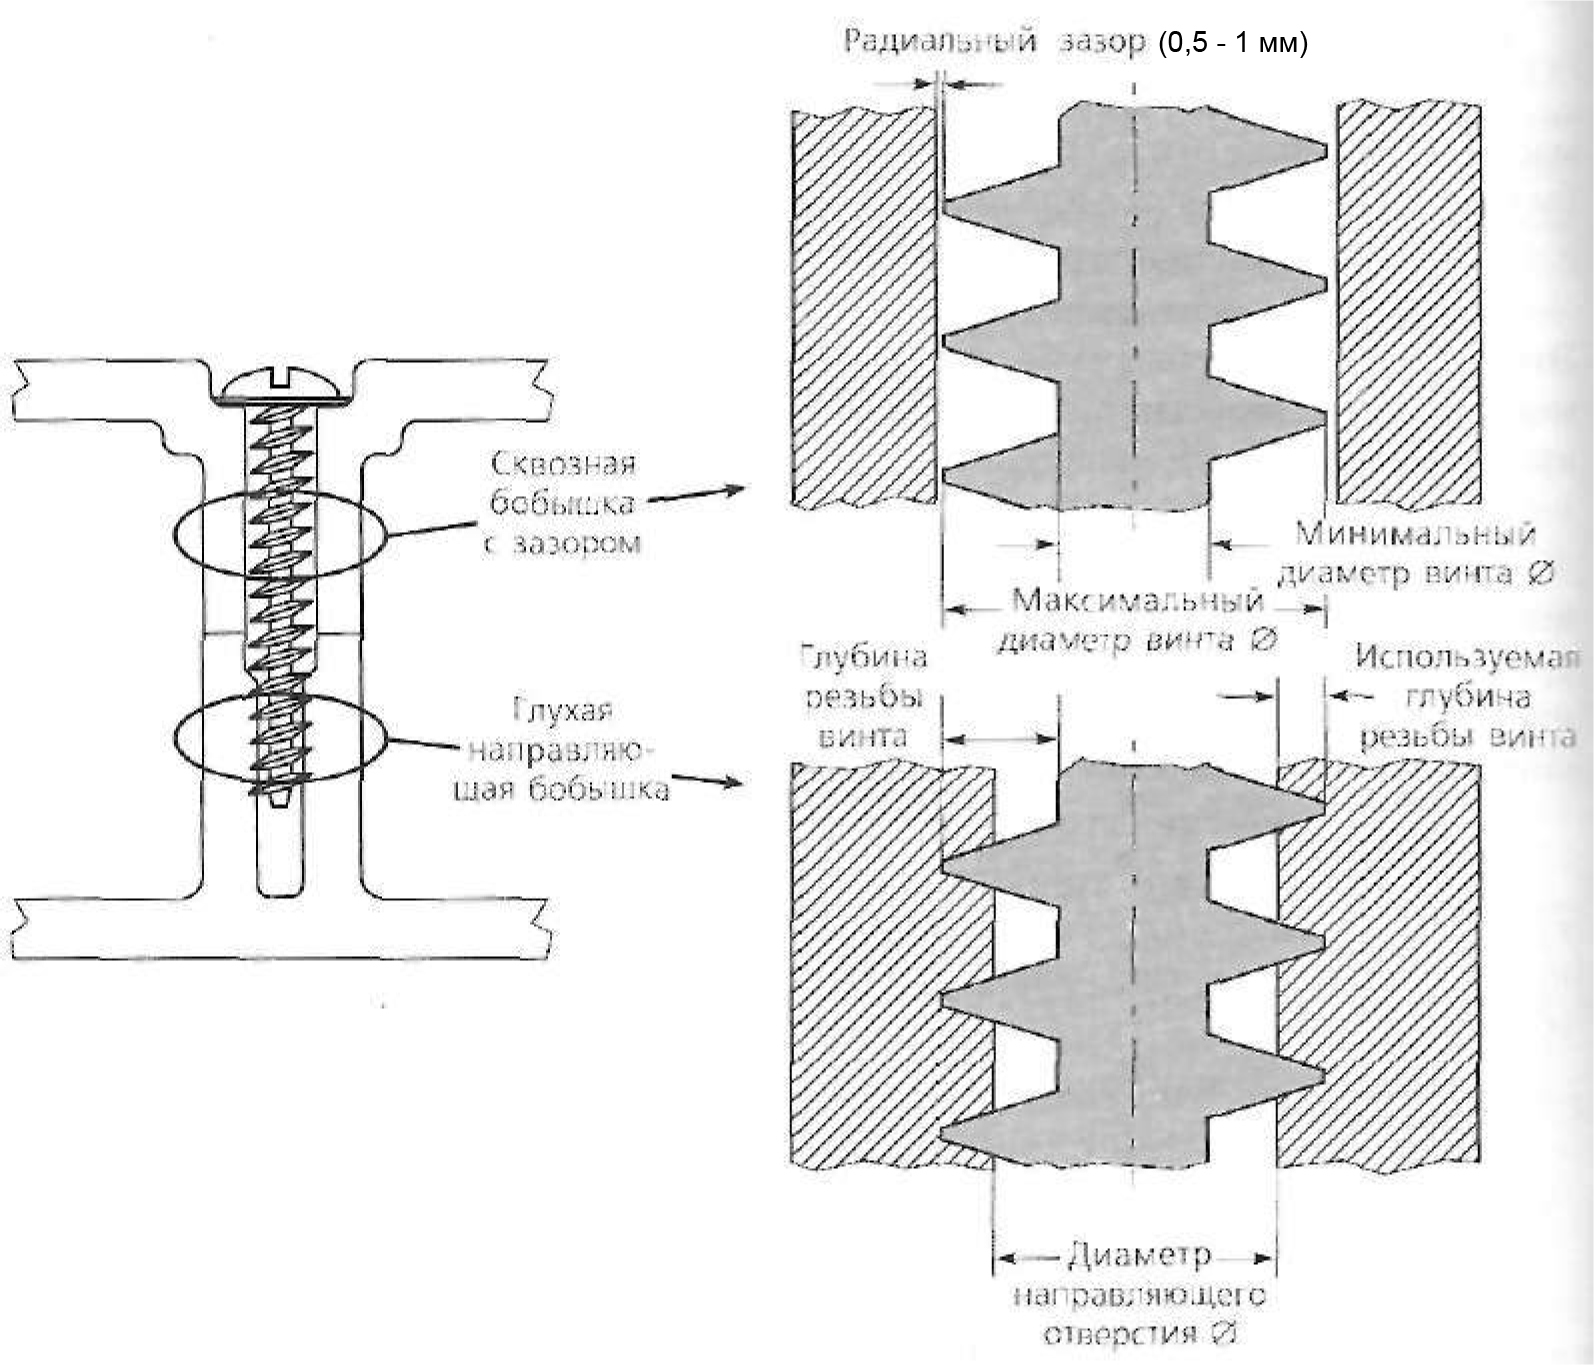 Радиальный зазор (0,5 - 1 мм)
Сквозная
бобышка
с зазором
Минимальный
диаметр винта Ø
Максимальный
диаметр винта Ø
Глубина
резьбы
винта
Используемая
глубина
резьбы винта
Глухая
направляю-
щая бобышка
Диаметр
направляющего
отверстия Ø